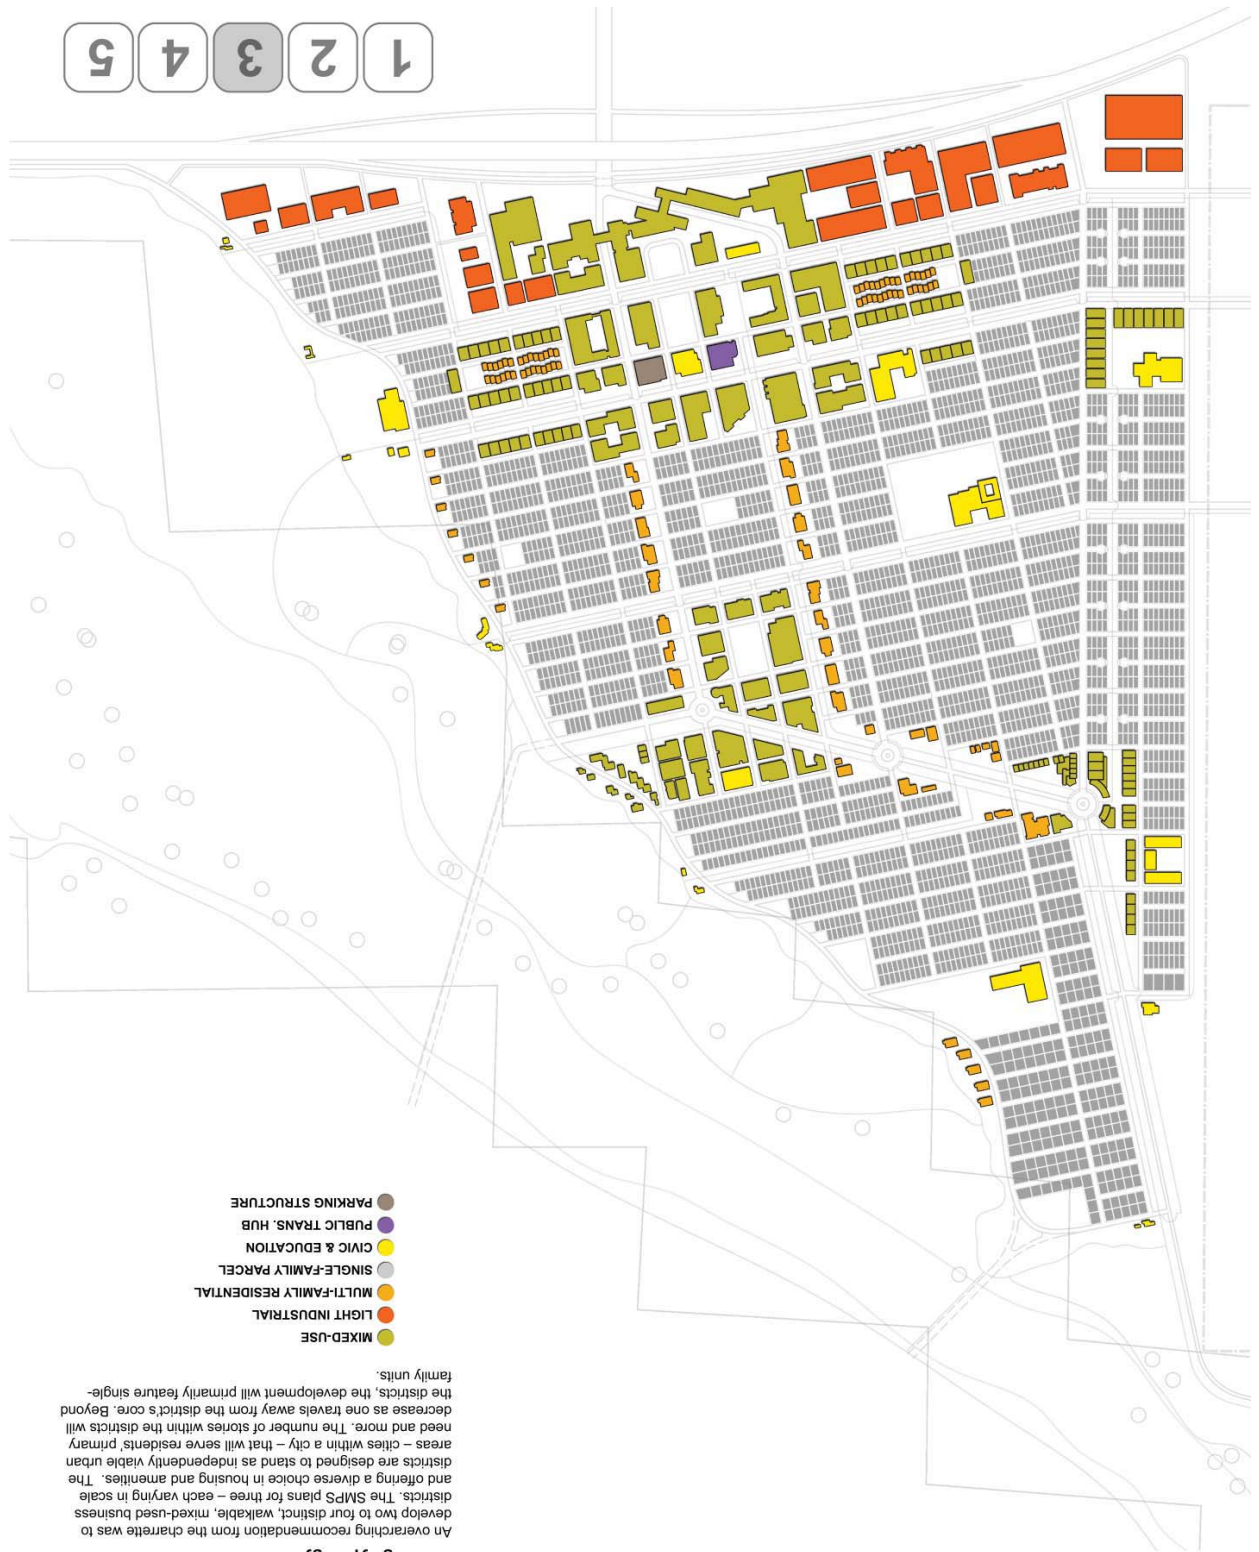 An overarching recommendation from the charrette was to
develop two to four distinct, walkable, mixed-used business
districts. The SMPS plans for three – each varying in scale
and offering a diverse choice in housing and amenities. The
districts are designed to stand as independently viable urban
areas – cities within a city – that will serve residents' primary
need and more. The number of stories within the districts will
decrease as one travels away from the district's core. Beyond
the districts, the development will primarily feature single-
family units.
MIXED-USE
LIGHT INDUSTRIAL
MULTI-FAMILY RESIDENTIAL
SINGLE-FAMILY PARCEL
CIVIC & EDUCATION
PUBLIC TRANS. HUB
PARKING STRUCTURE
1 2 3 4 5